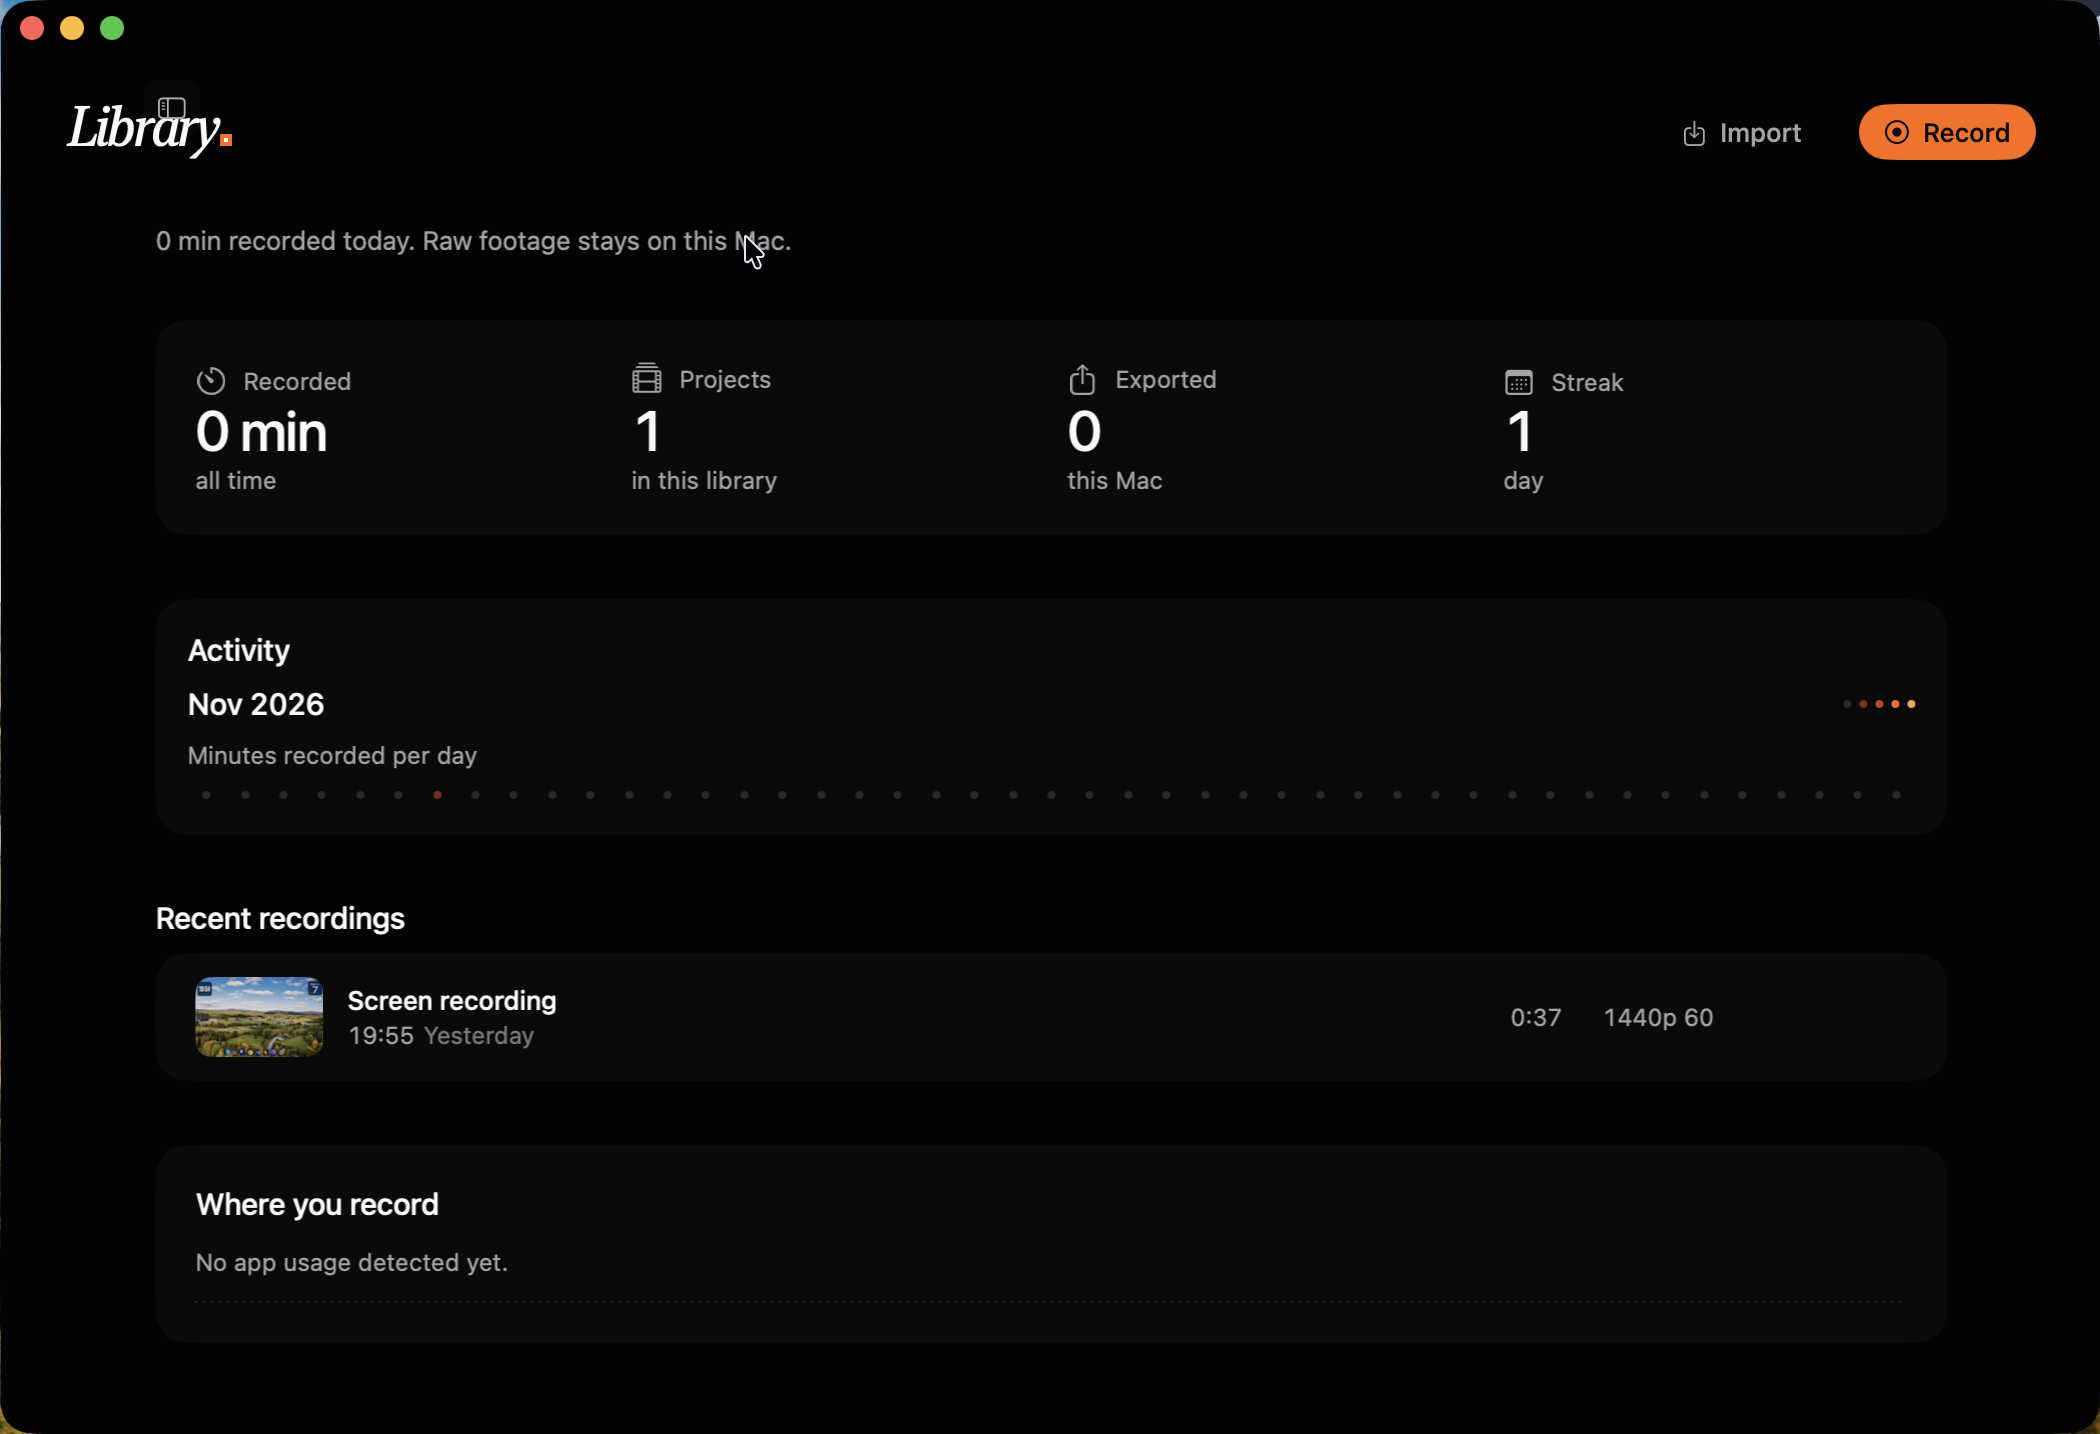 Library.
Import
Record
0 min recorded today. Raw footage stays on this Mac.
Recorded
0 min
all time
Projects
1
in this library
Exported
0
this Mac
Streak
1
day
Activity
Nov 2026
Minutes recorded per day
Recent recordings
7
Screen recording
19:55 Yesterday
0:37
1440p 60
Where you record
No app usage detected yet.